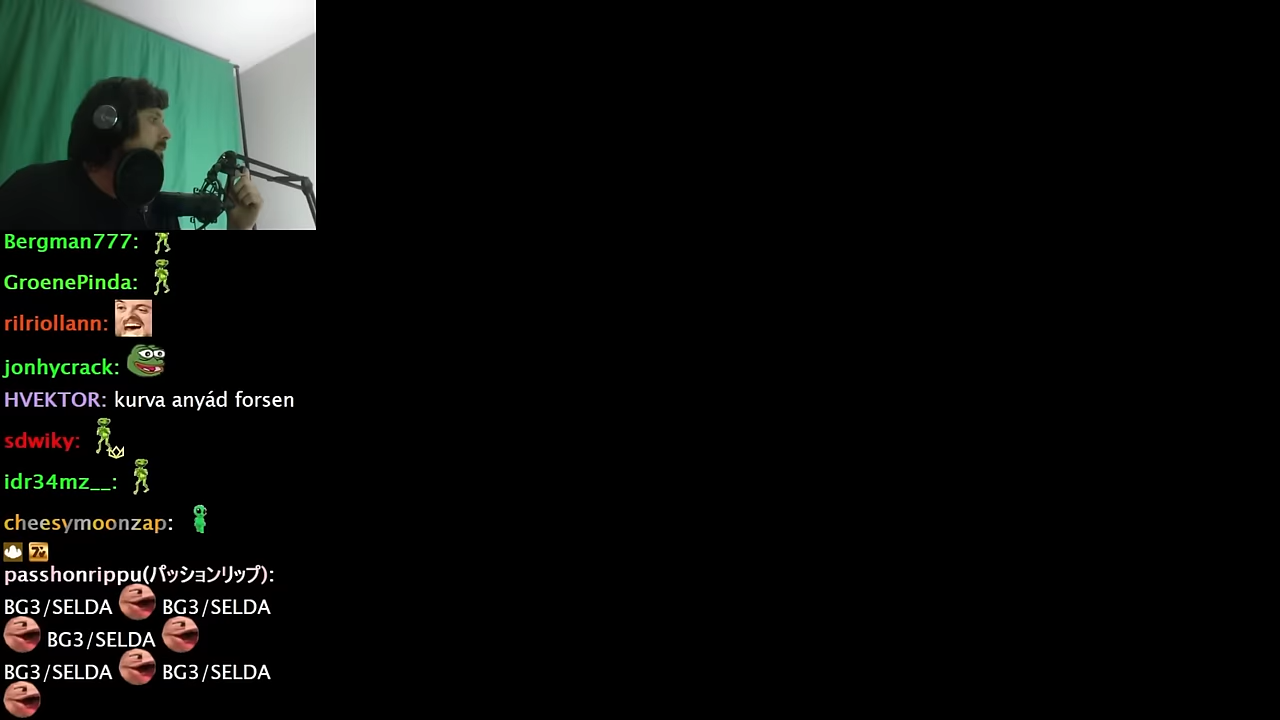 Bergman777:
GroenePinda:
rilriollann:
jonhycrack:
HVEKTOR: kurva anyád forsen
sdwiky:
idr34mz__:
cheesymoonzap:
passhonrippu(パッションリップ):
BG3/SELDA BG3/SELDA
BG3/SELDA
BG3/SELDA BG3/SELDA